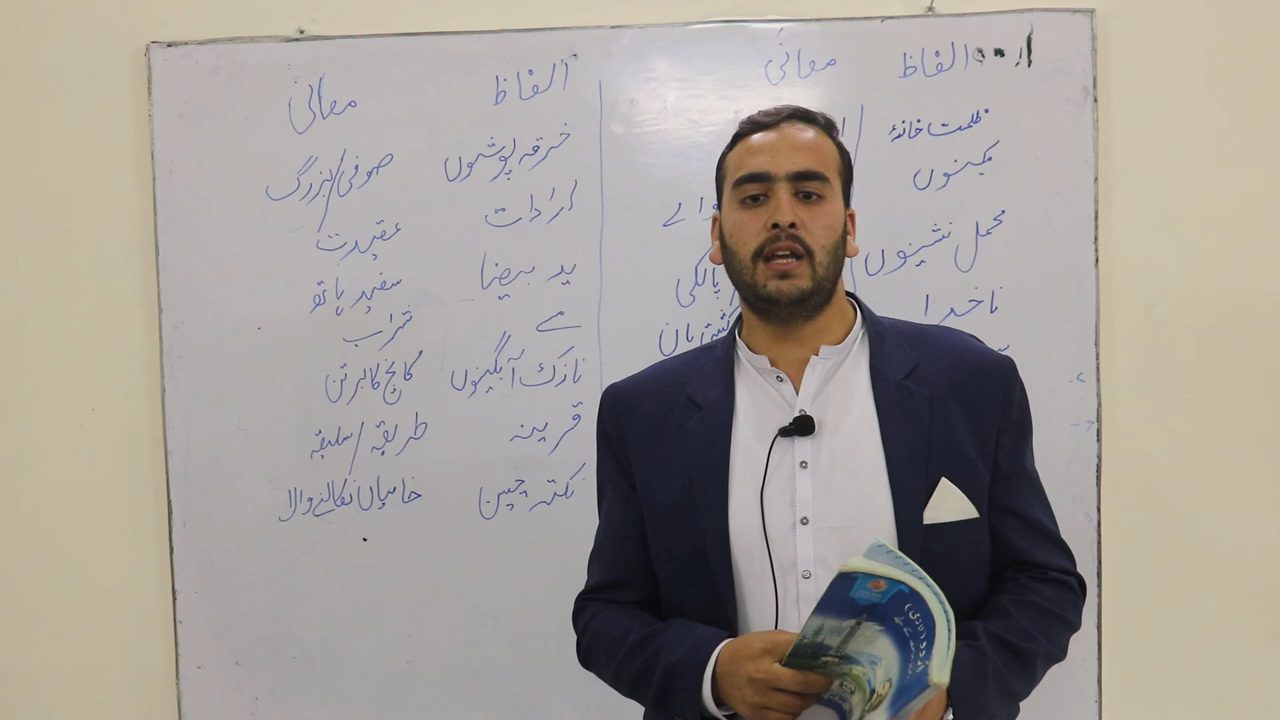 الفاظ معانی
ظلمت خانۂ
مکینوں والے
محمل نشینوں پالکی
ناخدا کشتی بان
الفاظ معانی
خرقہ پوشوں صوفی/بزرگ
ارادت عقیدت
ید بیضا سفید ہاتھ
مے شراب
نازک آبگینوں کانچ کا برتن
قرینہ طریقہ/سلیقہ
نکتہ چین خامیاں نکالنے والا
(لازمی)